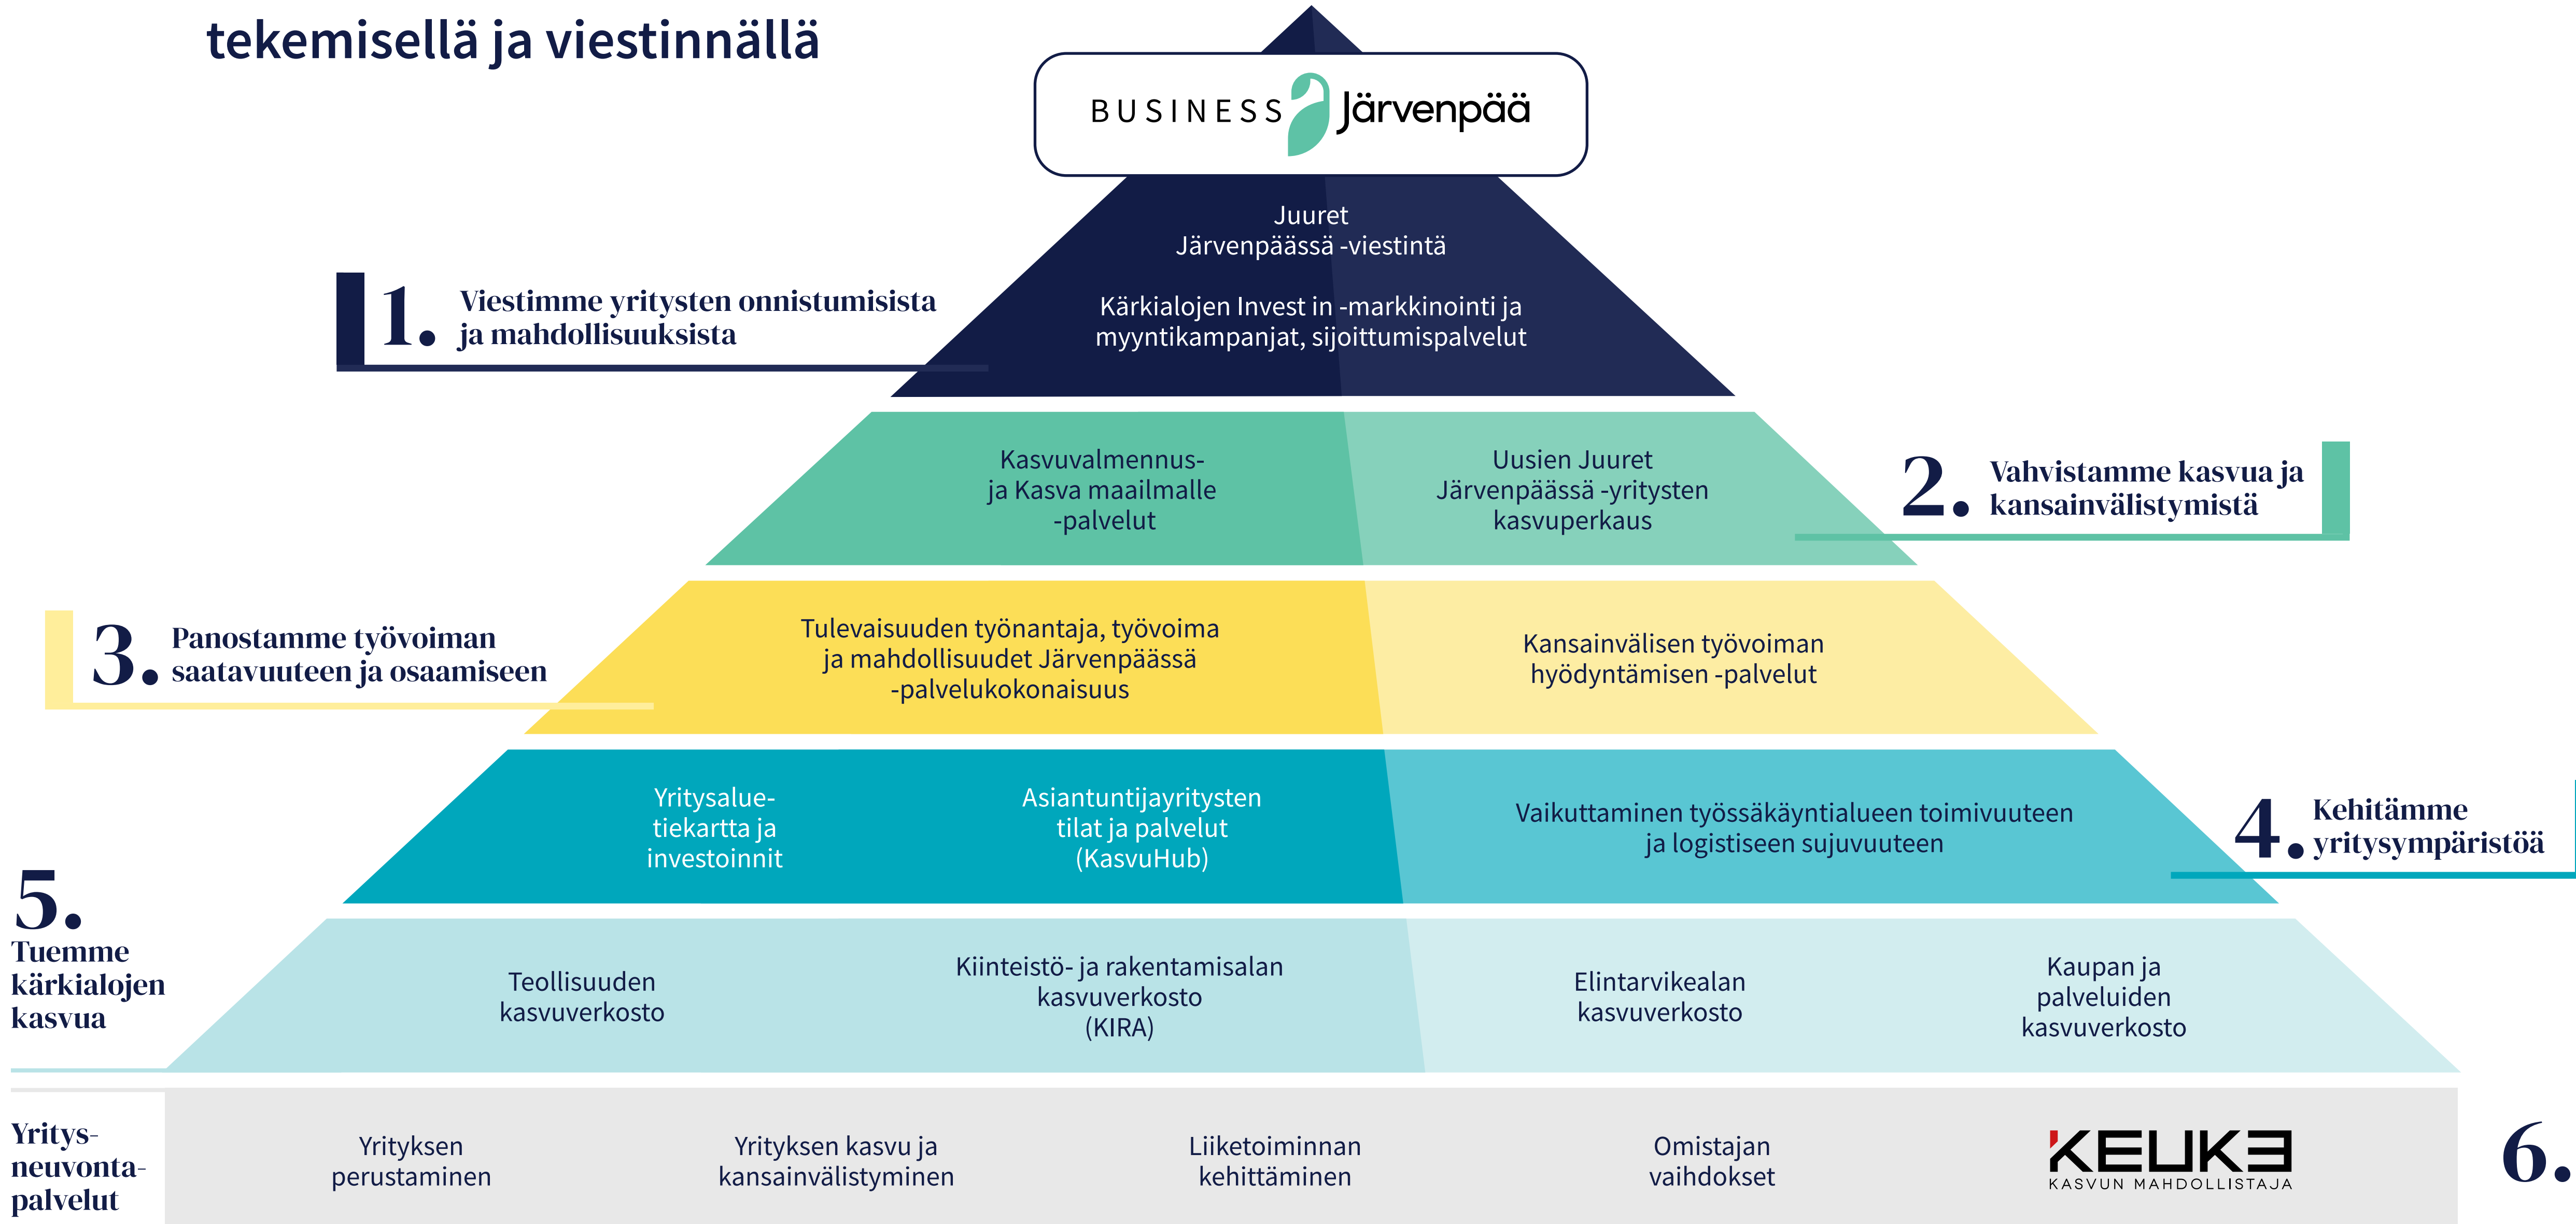 tekemisellä ja viestinnällä
BUSINESS Järvenpää
Juuret
Järvenpäässä -viestintä
Kärkialojen Invest in -markkinointi ja
myyntikampanjat, sijoittumispalvelut
1.
Viestimme yritysten onnistumisista
ja mahdollisuuksista
Kasvuvalmennus-
ja Kasva maailmalle
-palvelut
Uusien Juuret
Järvenpäässä -yritysten
kasvuperkaus
2.
Vahvistamme kasvua ja
kansainvälistymistä
3.
Panostamme työvoiman
saatavuuteen ja osaamiseen
Tulevaisuuden työnantaja, työvoima
ja mahdollisuudet Järvenpäässä
-palvelukokonaisuus
Kansainvälisen työvoiman
hyödyntämisen -palvelut
Yritysalue-
tiekartta ja
investoinnit
Asiantuntijayritysten
tilat ja palvelut
(KasvuHub)
Vaikuttaminen työssäkäyntialueen toimivuuteen
ja logistiseen sujuvuuteen
4.
Kehitämme
yritysympäristöä
5.
Tuemme
kärkialojen
kasvua
Teollisuuden
kasvuverkosto
Kiinteistö- ja rakentamisalan
kasvuverkosto
(KIRA)
Elintarvikealan
kasvuverkosto
Kaupan ja
palveluiden
kasvuverkosto
Yritys-
neuvonta-
palvelut
Yrityksen
perustaminen
Yrityksen kasvu ja
kansainvälistyminen
Liiketoiminnan
kehittäminen
Omistajan
vaihdokset
KEUKE
KASVUN MAHDOLLISTAJA
6.